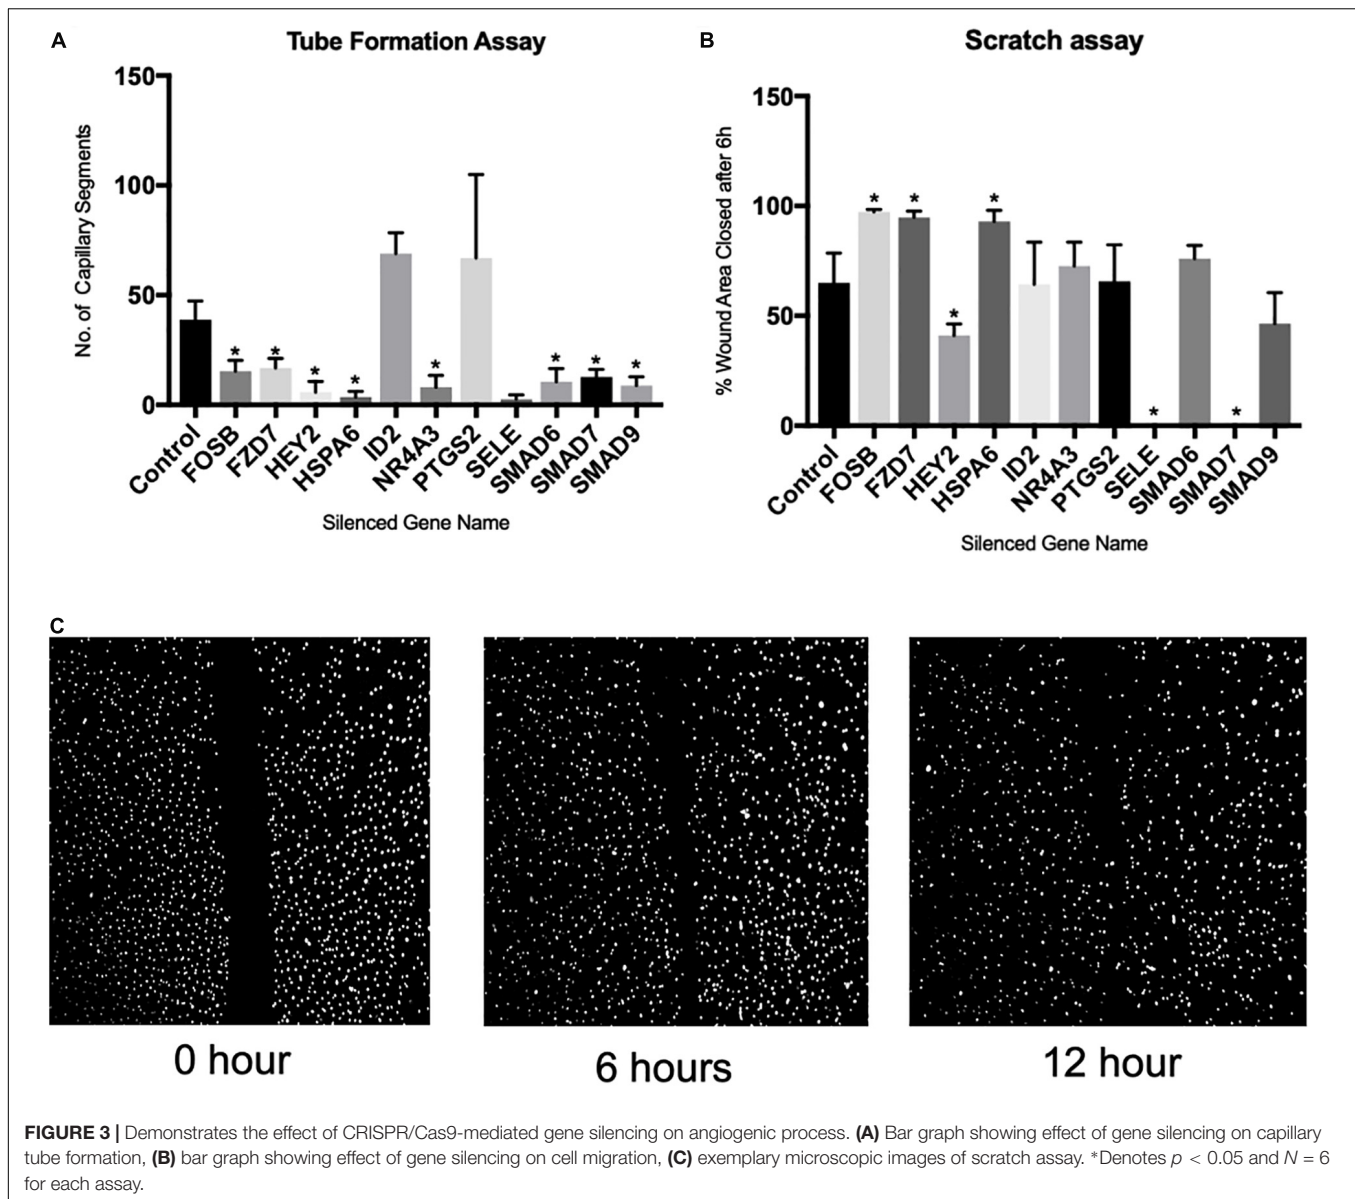 A
Tube Formation Assay
150
100
50
0
No. of Capillary Segments
*
*
*
*
*
*
*
*
Control
FOSB
FZD7
HEY2
HSPA6
ID2
NR4A3
PTGS2
SELE
SMAD6
SMAD7
SMAD9
Silenced Gene Name
B
Scratch assay
150
100
50
0
% Wound Area Closed after 6h
*
*
*
*
*
*
Control
FOSB
FZD7
HEY2
HSPA6
ID2
NR4A3
PTGS2
SELE
SMAD6
SMAD7
SMAD9
Silenced Gene Name
C
0 hour
6 hours
12 hour
FIGURE 3 | Demonstrates the effect of CRISPR/Cas9-mediated gene silencing on angiogenic process. (A) Bar graph showing effect of gene silencing on capillary
tube formation, (B) bar graph showing effect of gene silencing on cell migration, (C) exemplary microscopic images of scratch assay. *Denotes p < 0.05 and N = 6
for each assay.